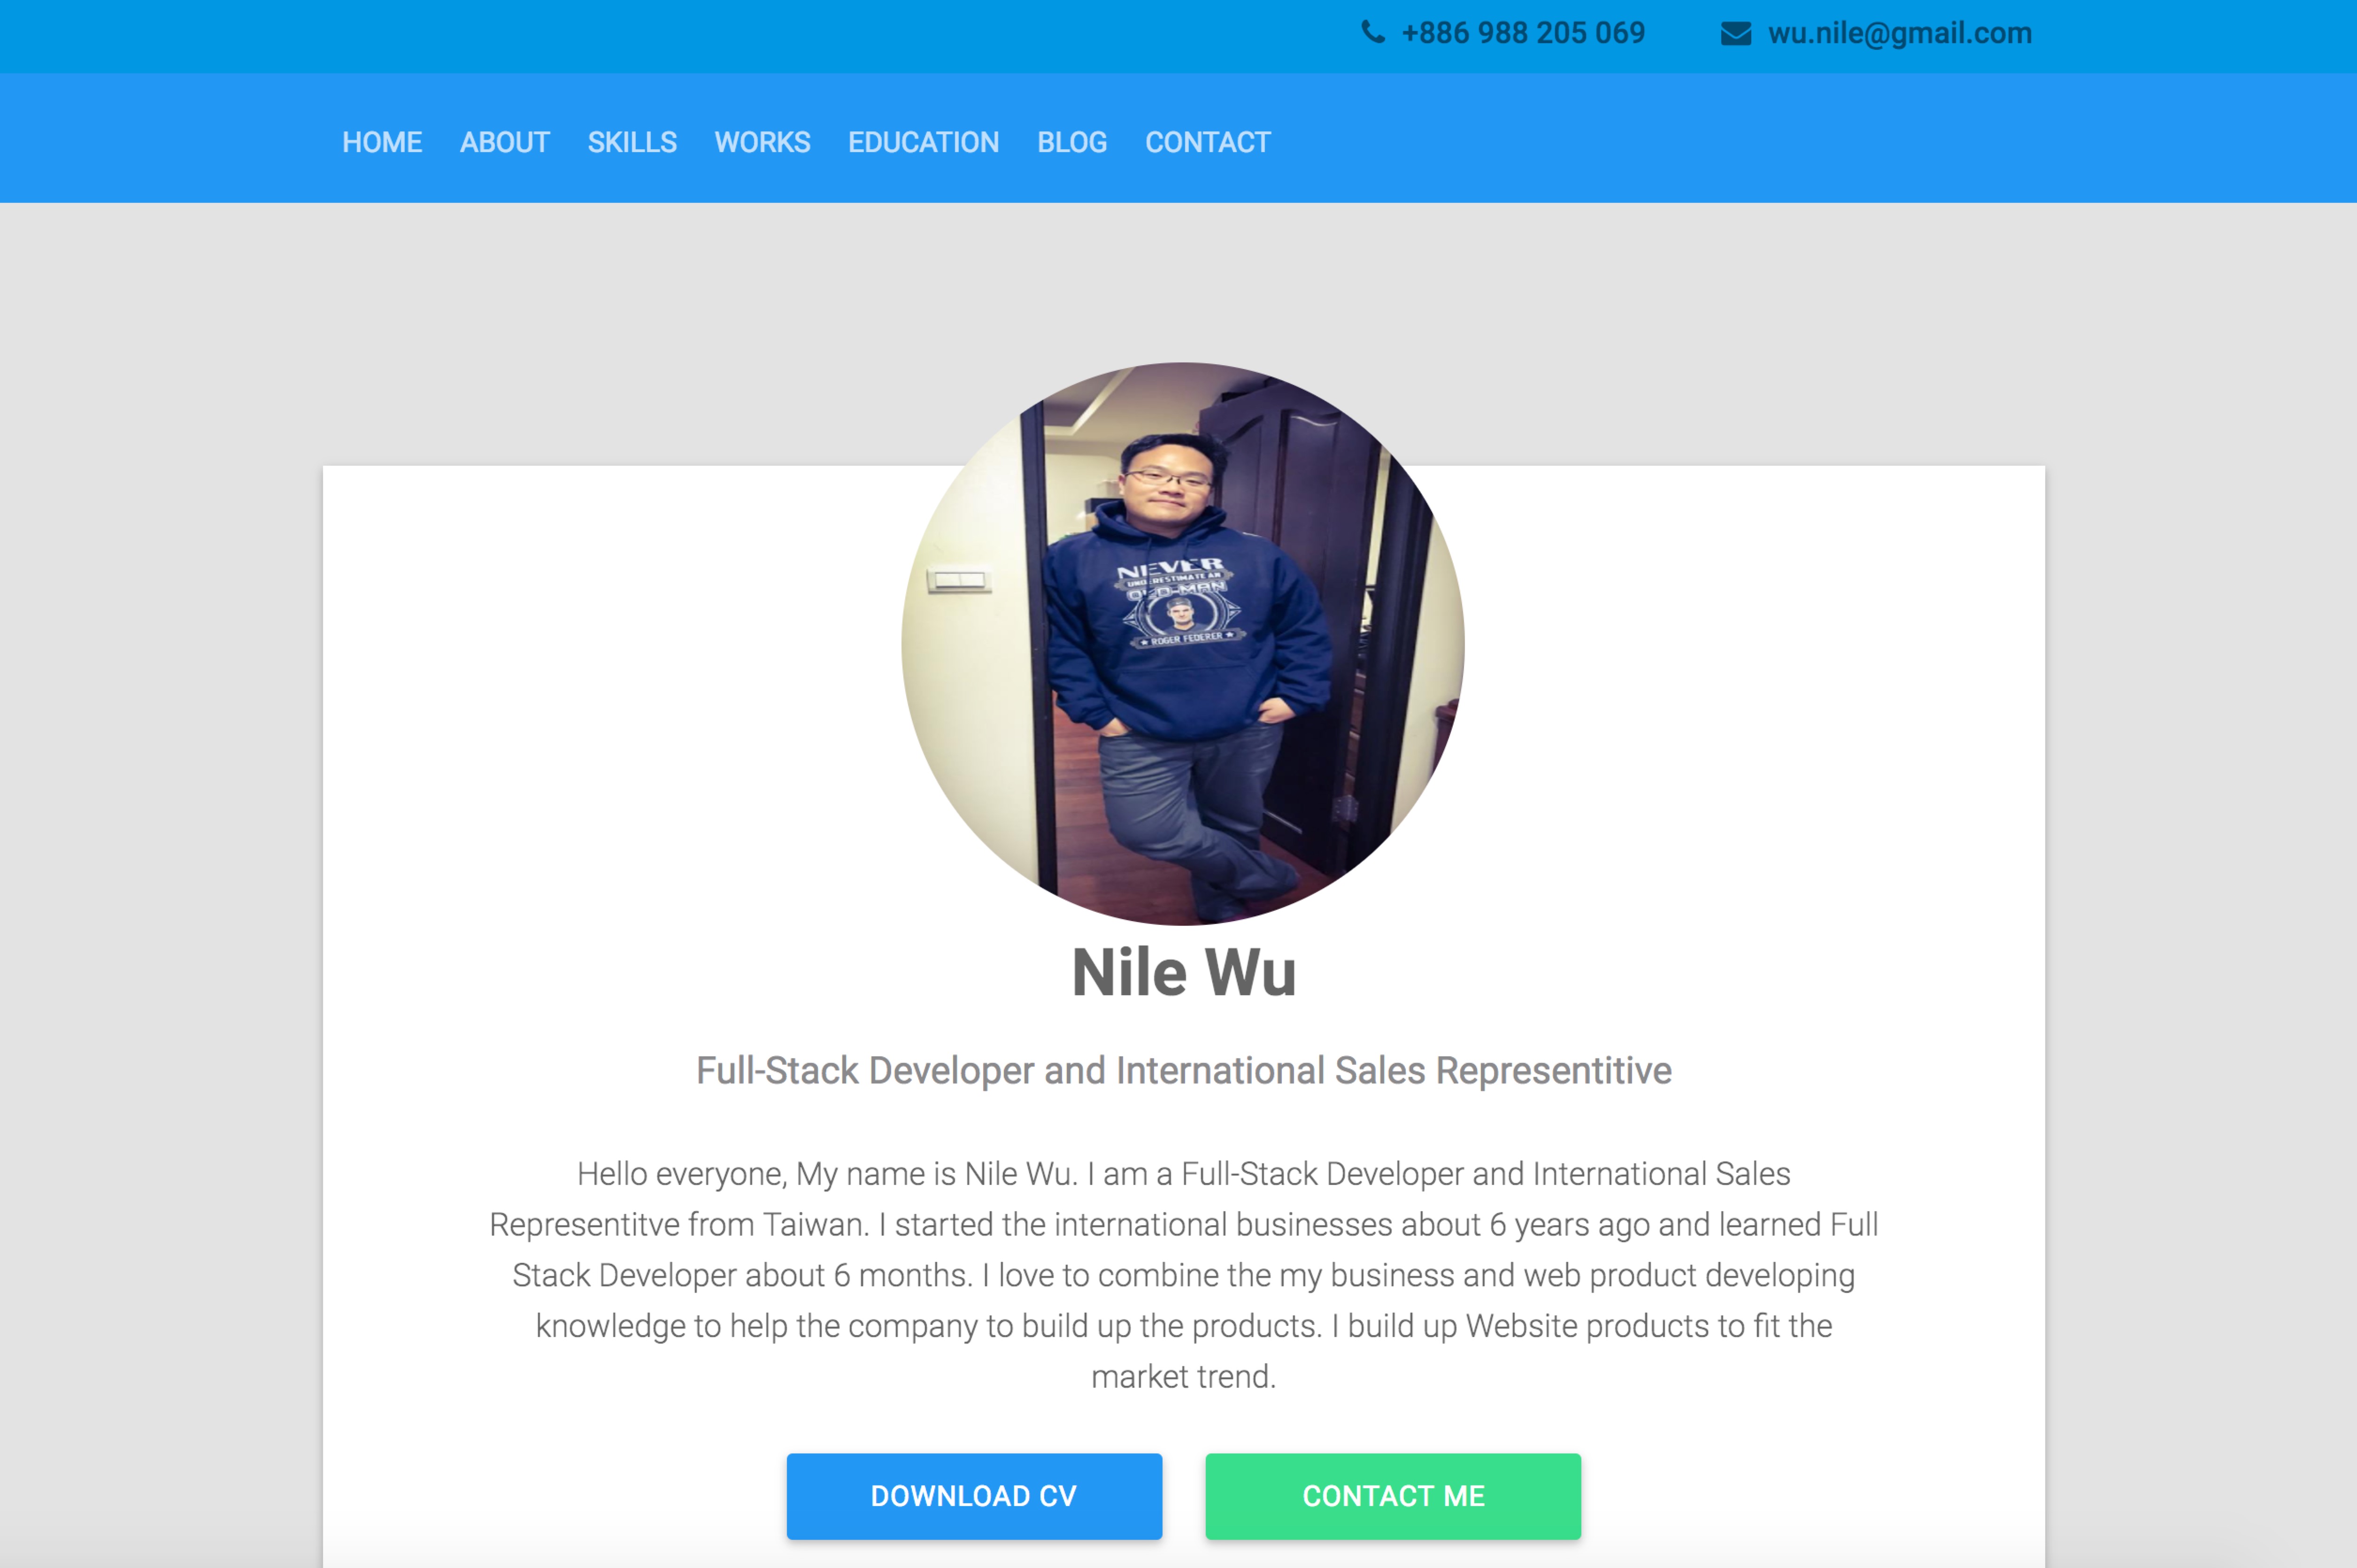 +886 988 205 069 wu.nile@gmail.com
HOME ABOUT SKILLS WORKS EDUCATION BLOG CONTACT
NEVER
UNDERESTIMATE AN
OLD MAN
ROGER FEDERER
Nile Wu
Full-Stack Developer and International Sales Representitive
Hello everyone, My name is Nile Wu. I am a Full-Stack Developer and International Sales
Representitve from Taiwan. I started the international businesses about 6 years ago and learned Full
Stack Developer about 6 months. I love to combine the my business and web product developing
knowledge to help the company to build up the products. I build up Website products to fit the
market trend.
DOWNLOAD CV CONTACT ME